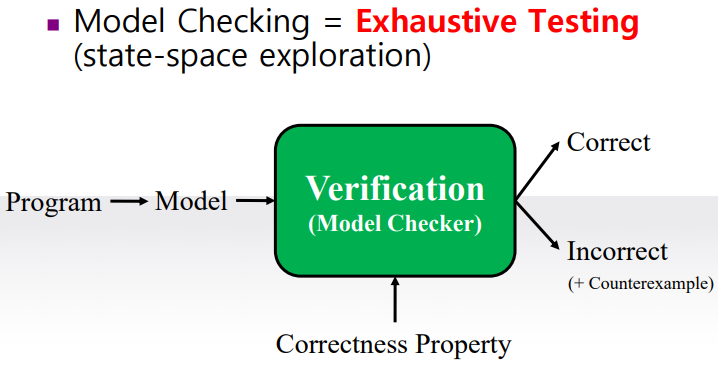 ▪ Model Checking = Exhaustive Testing
(state-space exploration)
Correct
Verification
Program
Model
(Model Checker)
Incorrect
(+ Counterexample)
Correctness Property